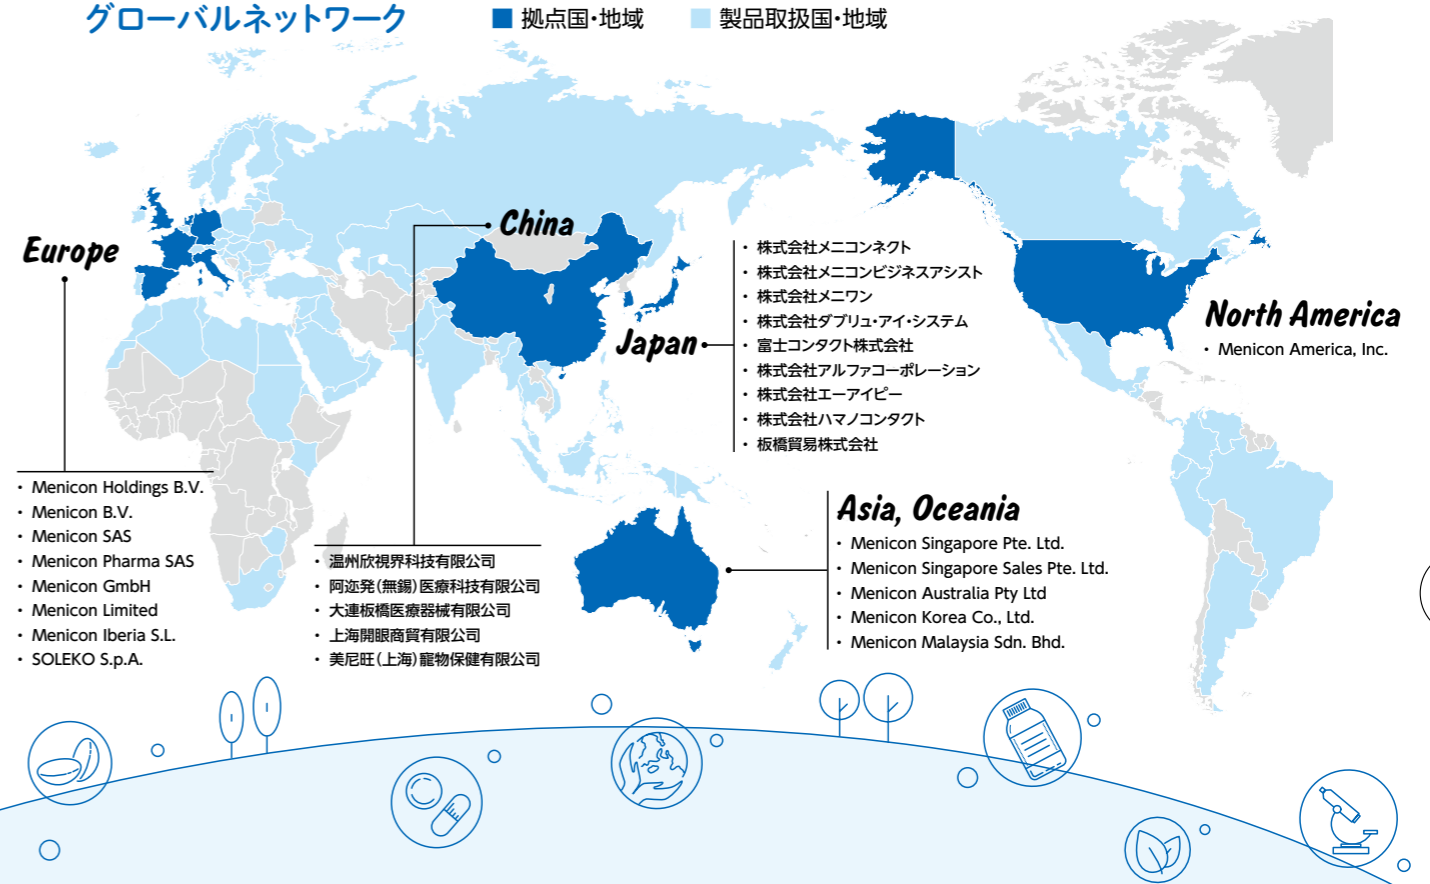 グローバルネットワーク
拠点国・地域
製品取扱国・地域
Europe
・ Menicon Holdings B.V.
・ Menicon B.V.
・ Menicon SAS
・ Menicon Pharma SAS
・ Menicon GmbH
・ Menicon Limited
・ Menicon Iberia S.L.
・ SOLEKO S.p.A.
China
・ 温州欣視界科技有限公司
・ 阿迩発(無錫)医療科技有限公司
・ 大連板橋医療器械有限公司
・ 上海開眼商貿有限公司
・ 美尼旺(上海)寵物保健有限公司
Japan
・ 株式会社メニコンネクト
・ 株式会社メニコンビジネスアシスト
・ 株式会社メニワン
・ 株式会社ダブリュ・アイ・システム
・ 富士コンタクト株式会社
・ 株式会社アルファコーポレーション
・ 株式会社エーアイピー
・ 株式会社ハマノコンタクト
・ 板橋貿易株式会社
Asia, Oceania
・ Menicon Singapore Pte. Ltd.
・ Menicon Singapore Sales Pte. Ltd.
・ Menicon Australia Pty Ltd
・ Menicon Korea Co., Ltd.
・ Menicon Malaysia Sdn. Bhd.
North America
・ Menicon America, Inc.